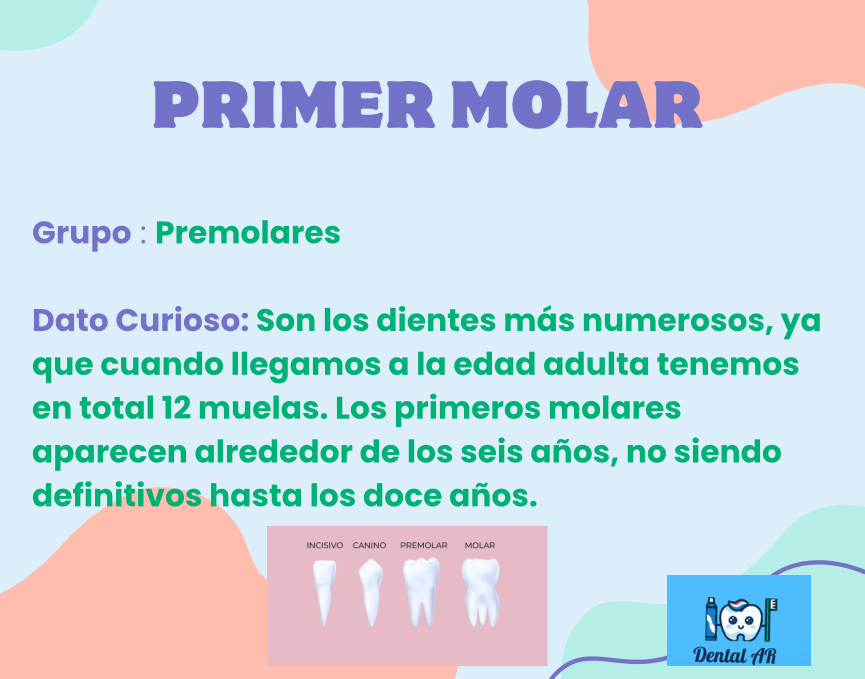 PRIMER MOLAR
Grupo : Premolares
Dato Curioso: Son los dientes más numerosos, ya
que cuando llegamos a la edad adulta tenemos
en total 12 muelas. Los primeros molares
aparecen alrededor de los seis años, no siendo
definitivos hasta los doce años.
INCISIVO CANINO PREMOLAR MOLAR
E
Dental AR